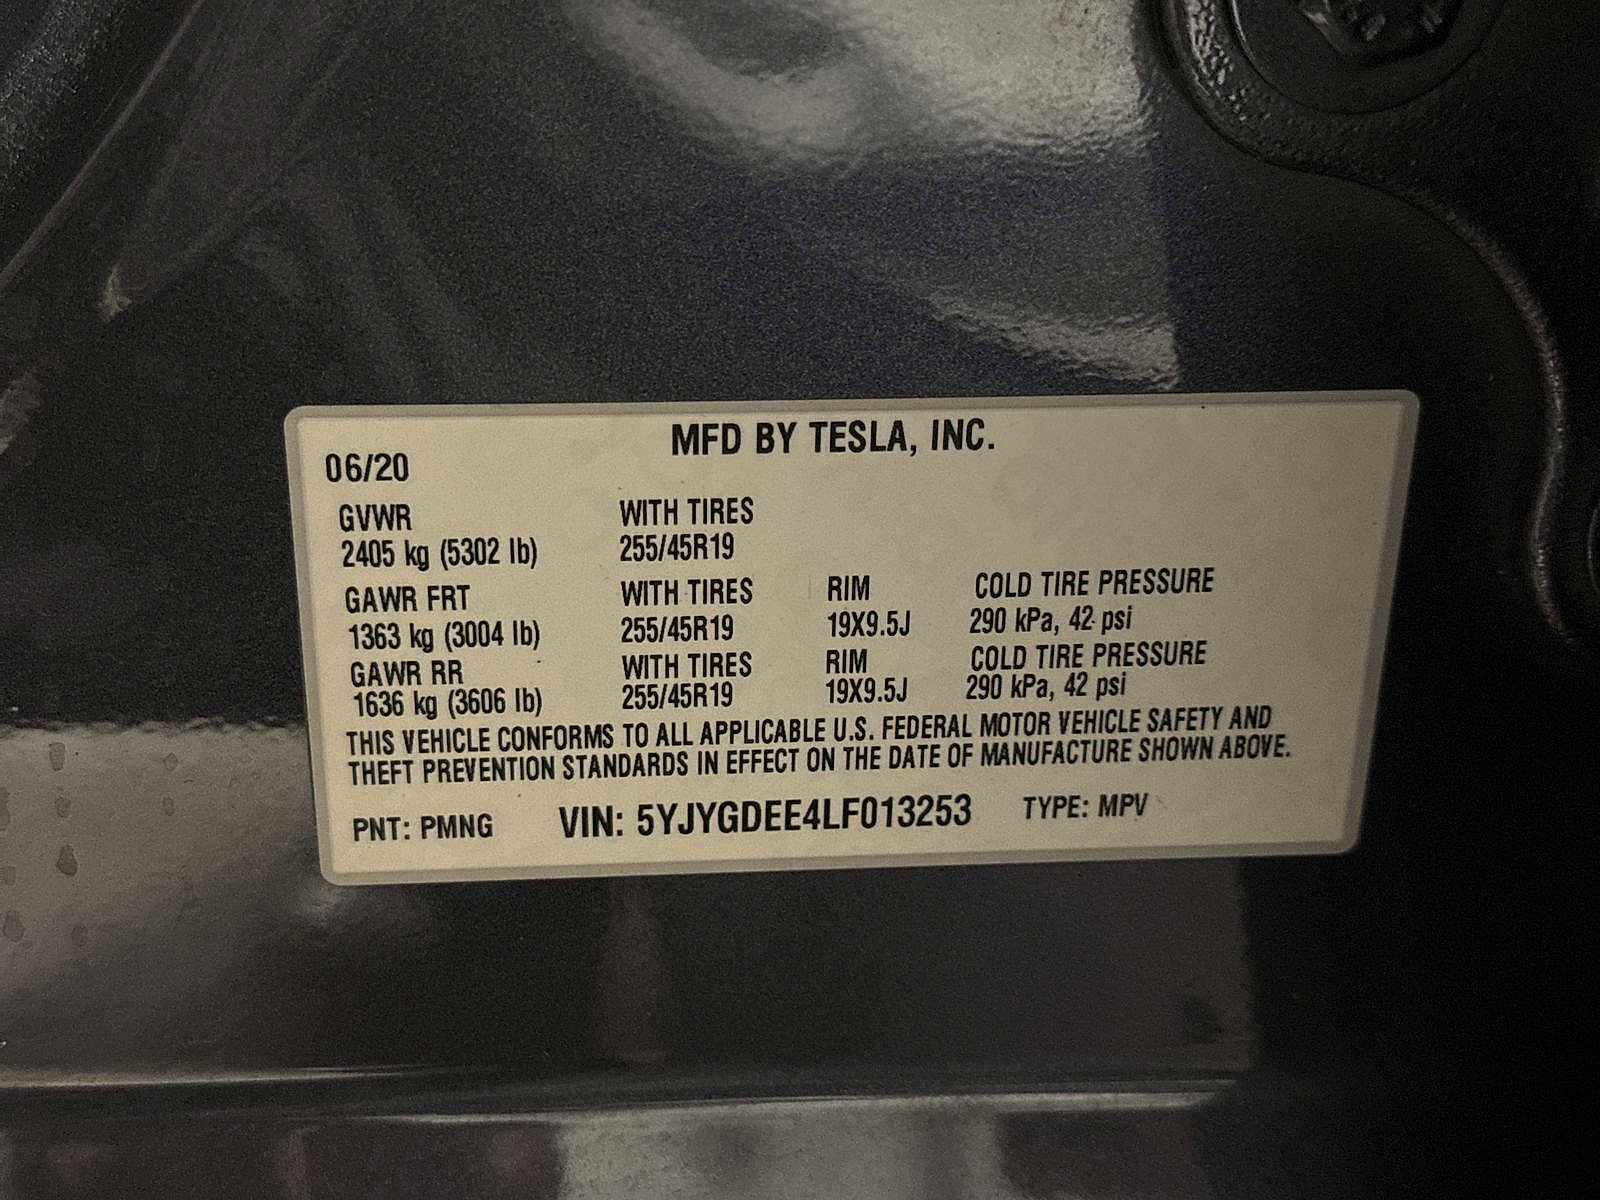 MFD BY TESLA, INC.
06/20
GVWR WITH TIRES
2405 kg (5302 lb) 255/45R19
GAWR FRT WITH TIRES RIM COLD TIRE PRESSURE
1363 kg (3004 lb) 255/45R19 19X9.5J 290 kPa, 42 psi
GAWR RR WITH TIRES RIM COLD TIRE PRESSURE
1636 kg (3606 lb) 255/45R19 19X9.5J 290 kPa, 42 psi
THIS VEHICLE CONFORMS TO ALL APPLICABLE U.S. FEDERAL MOTOR VEHICLE SAFETY AND
THEFT PREVENTION STANDARDS IN EFFECT ON THE DATE OF MANUFACTURE SHOWN ABOVE.
PNT: PMNG VIN: 5YJYGDEE4LF013253 TYPE: MPV